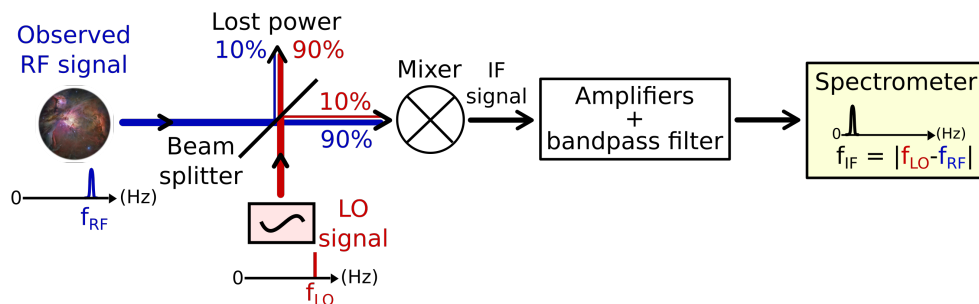 Observed
RF signal
0
(Hz)
f_RF
Lost power
10% 90%
Beam
splitter
10%
90%
LO
signal
0
(Hz)
f_LO
Mixer
IF
signal
Amplifiers
+
bandpass filter
Spectrometer
0
(Hz)
f_IF = |f_LO-f_RF|